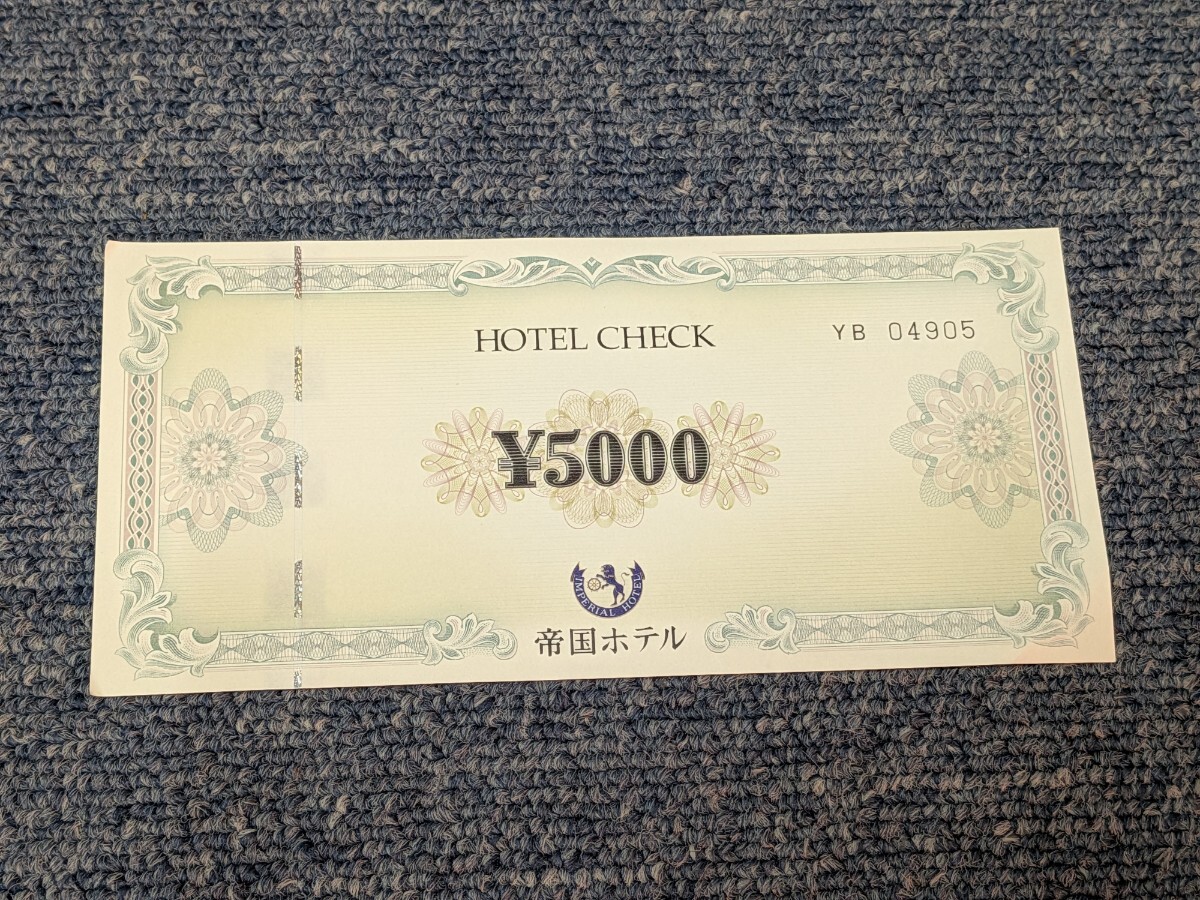 HOTEL CHECK
YB 04905
¥5000
IMPERIAL HOTEL
帝国ホテル